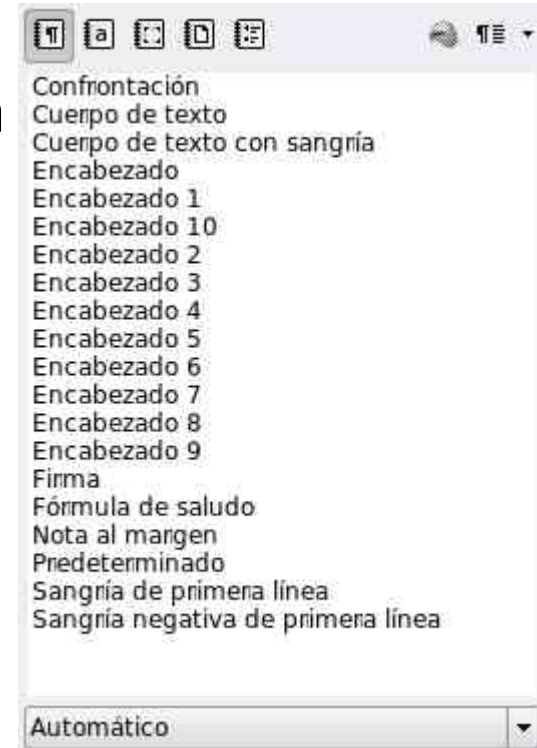 Confrontación
Cuerpo de texto
Cuerpo de texto con sangría
Encabezado
Encabezado 1
Encabezado 10
Encabezado 2
Encabezado 3
Encabezado 4
Encabezado 5
Encabezado 6
Encabezado 7
Encabezado 8
Encabezado 9
Firma
Fórmula de saludo
Nota al margen
Predeterminado
Sangría de primera línea
Sangría negativa de primera línea
Automático